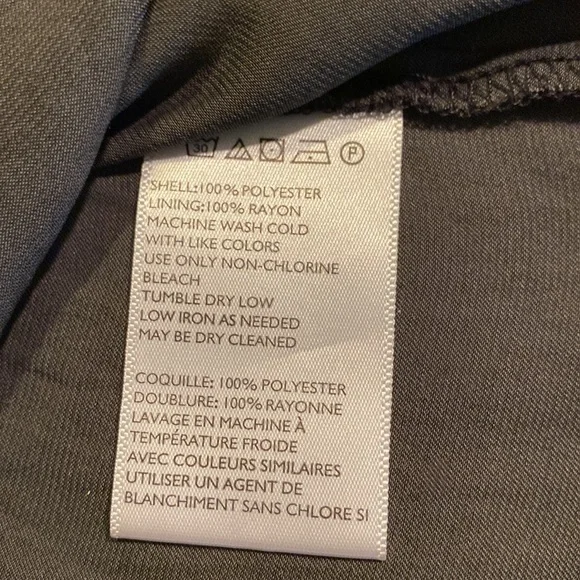 30 P
SHELL:100% POLYESTER
LINING:100% RAYON
MACHINE WASH COLD
WITH LIKE COLORS
USE ONLY NON-CHLORINE
BLEACH
TUMBLE DRY LOW
LOW IRON AS NEEDED
MAY BE DRY CLEANED
COQUILLE: 100% POLYESTER
DOUBLURE: 100% RAYONNE
LAVAGE EN MACHINE À
TEMPÉRATURE FROIDE
AVEC COULEURS SIMILAIRES
UTILISER UN AGENT DE
BLANCHIMENT SANS CHLORE SI